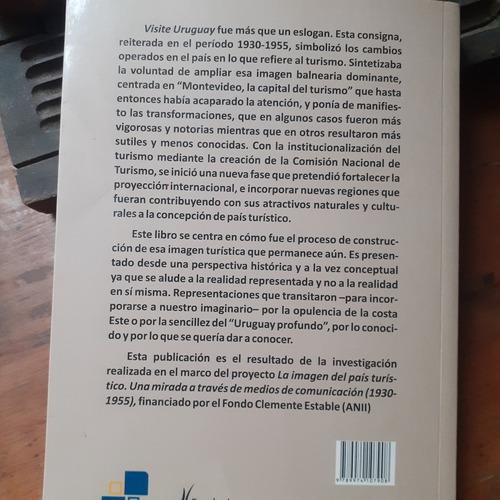 Visite Uruguay fue más que un eslogan. Esta consigna,
reiterada en el período 1930-1955, simbolizó los cambios
operados en el país en lo que refiere al turismo. Sintetizaba
la voluntad de ampliar esa imagen balnearia dominante,
centrada en "Montevideo, la capital del turismo" que hasta
entonces había acaparado la atención, y ponía de manifies-
to las transformaciones, que en algunos casos fueron más
vigorosas y notorias mientras que en otros resultaron más
sutiles y menos conocidas. Con la institucionalización del
turismo mediante la creación de la Comisión Nacional de
Turismo, se inició una nueva fase que pretendió fortalecer la
proyección internacional, e incorporar nuevas regiones que
fueran contribuyendo con sus atractivos naturales y cultu-
rales a la concepción de país turístico.
Este libro se centra en cómo fue el proceso de construc-
ción de esa imagen turística que permanece aún. Es presen-
tado desde una perspectiva histórica y a la vez conceptual
ya que se alude a la realidad representada y no a la realidad
en sí misma. Representaciones que transitaron –para incor-
porarse a nuestro imaginario– por la opulencia de la costa
Este o por la sencillez del "Uruguay profundo", por lo conoci-
do y por lo que se quería dar a conocer.
Esta publicación es el resultado de la investigación
realizada en el marco del proyecto La imagen del país turís-
tico. Una mirada a través de medios de comunicación (1930-
1955), financiado por el Fondo Clemente Estable (ANII)
9789974107908